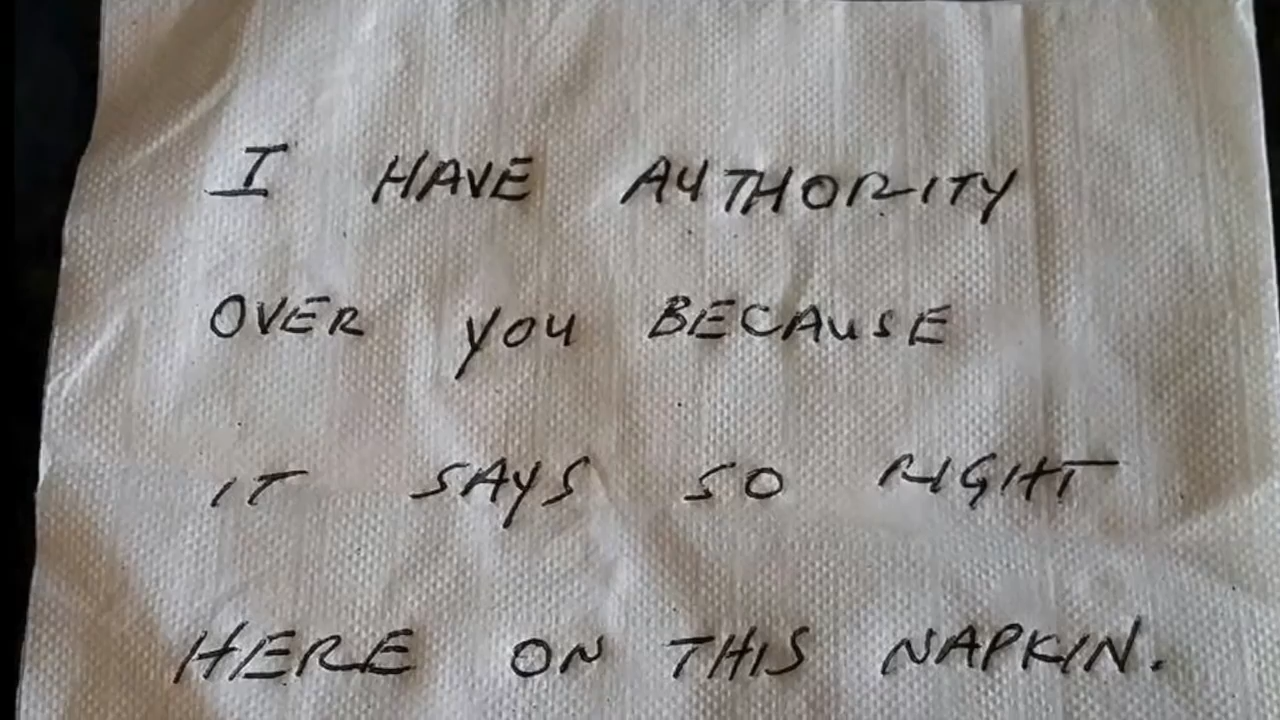 I HAVE AUTHORITY
OVER YOU BECAUSE
IT SAYS SO RIGHT
HERE ON THIS NAPKIN.